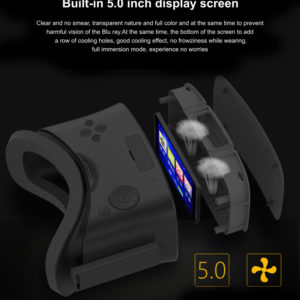 Built-in 5.0 inch display screen
Clear and no smear, transparent nature and full color and at the same time to prevent
harmful vision of the Blu ray.At the same time, the bottom of the screen to add
a row of cooling holes, good cooling effect, no frowziness while wearing,
full immersion mode, experience no worries
5.0